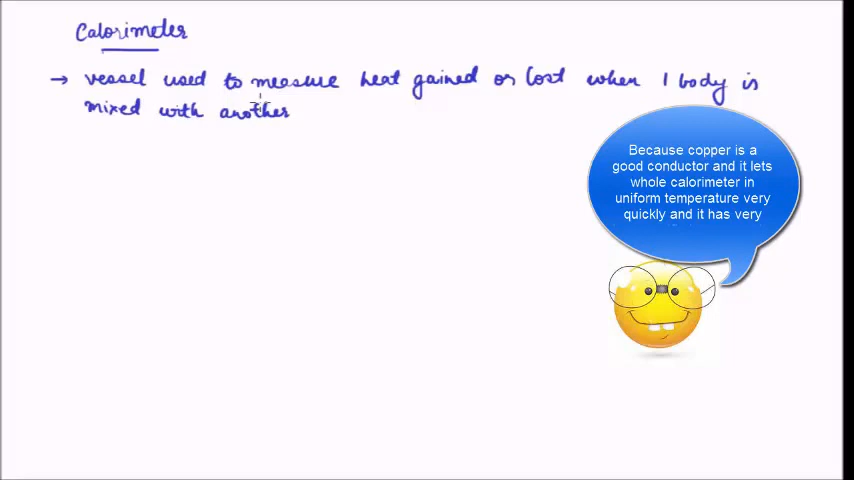 Calorimeter
→ vessel used to measure heat gained or lost when 1 body is
mixed with another
Because copper is a
good conductor and it lets
whole calorimeter in
uniform temperature very
quickly and it has very